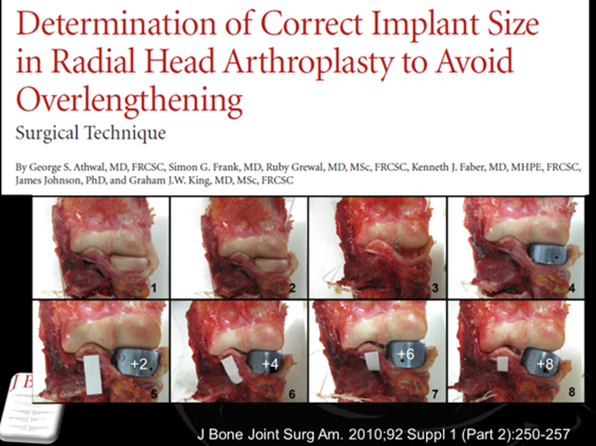 Determination of Correct Implant Size
in Radial Head Arthroplasty to Avoid
Overlengthening
Surgical Technique
By George S. Athwal, MD, FRCSC, Simon G. Frank, MD, Ruby Grewal, MD, MSc, FRCSC, Kenneth J. Faber, MD, MHPE, FRCSC,
James Johnson, PhD, and Graham J.W. King, MD, MSc, FRCSC
1 2 3 4
+2 +4 +6 +8
5 6 7 8
J B
J Bone Joint Surg Am. 2010;92 Suppl 1 (Part 2):250-257